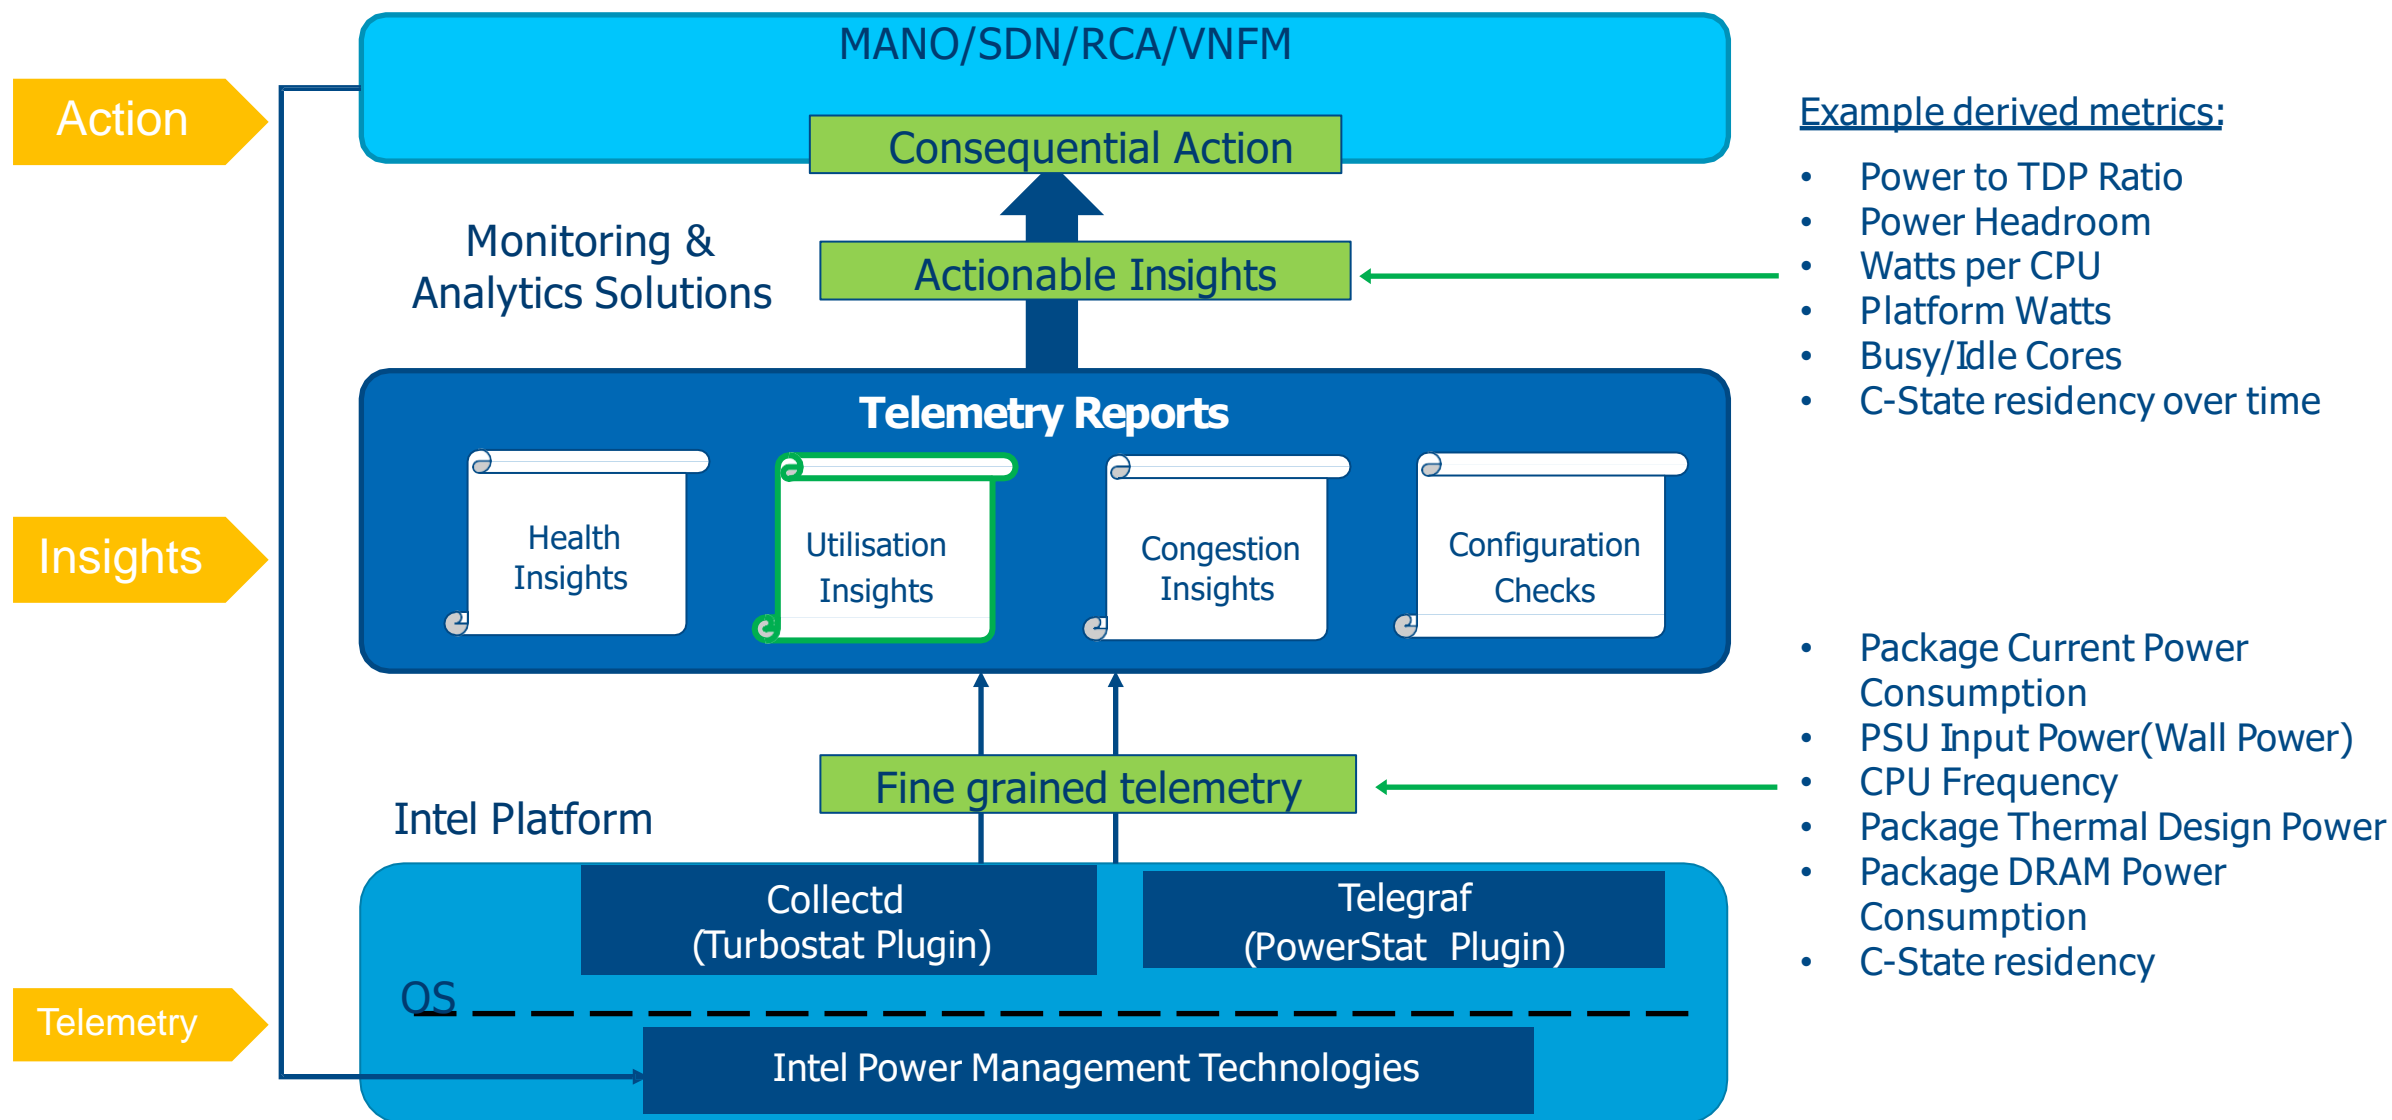 MANO/SDN/RCA/VNFM
Action
Consequential Action
Monitoring &
Analytics Solutions
Actionable Insights
Example derived metrics:
• Power to TDP Ratio
• Power Headroom
• Watts per CPU
• Platform Watts
• Busy/Idle Cores
• C-State residency over time
Insights
Telemetry Reports
Health
Insights
Utilisation
Insights
Congestion
Insights
Configuration
Checks
Fine grained telemetry
• Package Current Power
Consumption
• PSU Input Power(Wall Power)
• CPU Frequency
• Package Thermal Design Power
• Package DRAM Power
Consumption
• C-State residency
Intel Platform
Collectd
(Turbostat Plugin)
Telegraf
(PowerStat Plugin)
OS
Telemetry
Intel Power Management Technologies